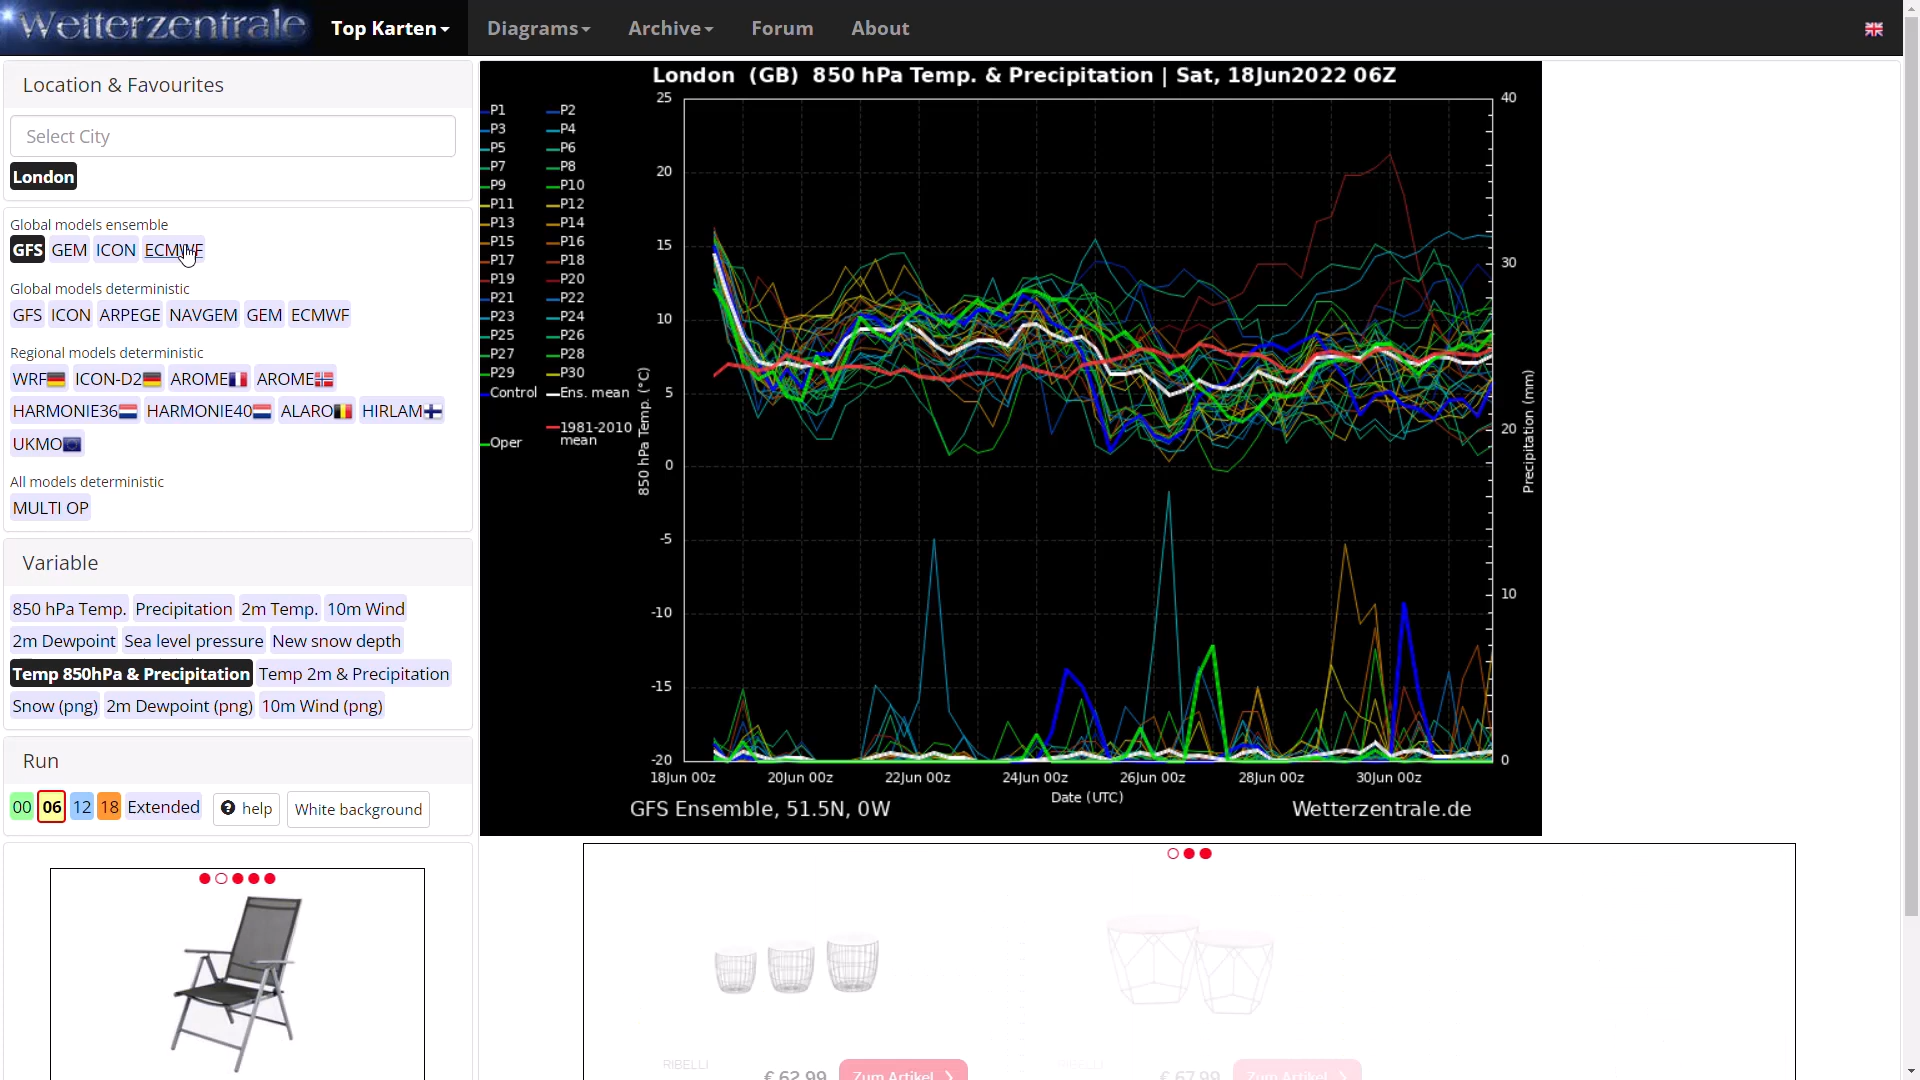 Wetterzentrale
Top Karten
Diagrams
Archive
Forum
About
Location & Favourites
Select City
London
Global models ensemble
GFS GEM ICON ECMWF
Global models deterministic
GFS ICON ARPEGE NAVGEM GEM ECMWF
Regional models deterministic
WRF ICON-D2 AROME AROME
HARMONIE36 HARMONIE40 ALARO HIRLAM
UKMO
All models deterministic
MULTI OP
Variable
850 hPa Temp. Precipitation 2m Temp. 10m Wind
2m Dewpoint Sea level pressure New snow depth
Temp 850hPa & Precipitation Temp 2m & Precipitation
Snow (png) 2m Dewpoint (png) 10m Wind (png)
Run
00 06 12 18 Extended help White background
London (GB) 850 hPa Temp. & Precipitation | Sat, 18Jun2022 06Z
P1 P2
P3 P4
P5 P6
P7 P8
P9 P10
P11 P12
P13 P14
P15 P16
P17 P18
P19 P20
P21 P22
P23 P24
P25 P26
P27 P28
P29 P30
Control Ens. mean
1981-2010
mean
Oper
850 hPa Temp. (°C)
25
20
15
10
5
0
-5
-10
-15
-20
40
30
20
10
0
Precipitation (mm)
18Jun 00z 20Jun 00z 22Jun 00z 24Jun 00z 26Jun 00z 28Jun 00z 30Jun 00z
Date (UTC)
GFS Ensemble, 51.5N, 0W
Wetterzentrale.de
RIBELLI
€ 62,99 Zum Artikel
€ 67,99 Zum Artikel